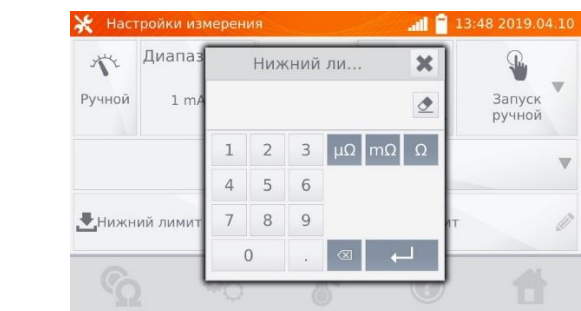 Настройки измерения 13:48 2019.04.10
Диапаз
Нижний ли...
Ручной
1 mA
Запуск
ручной
1 2 3 µΩ mΩ Ω
4 5 6
Нижний лимит
7 8 9
ит
0 .